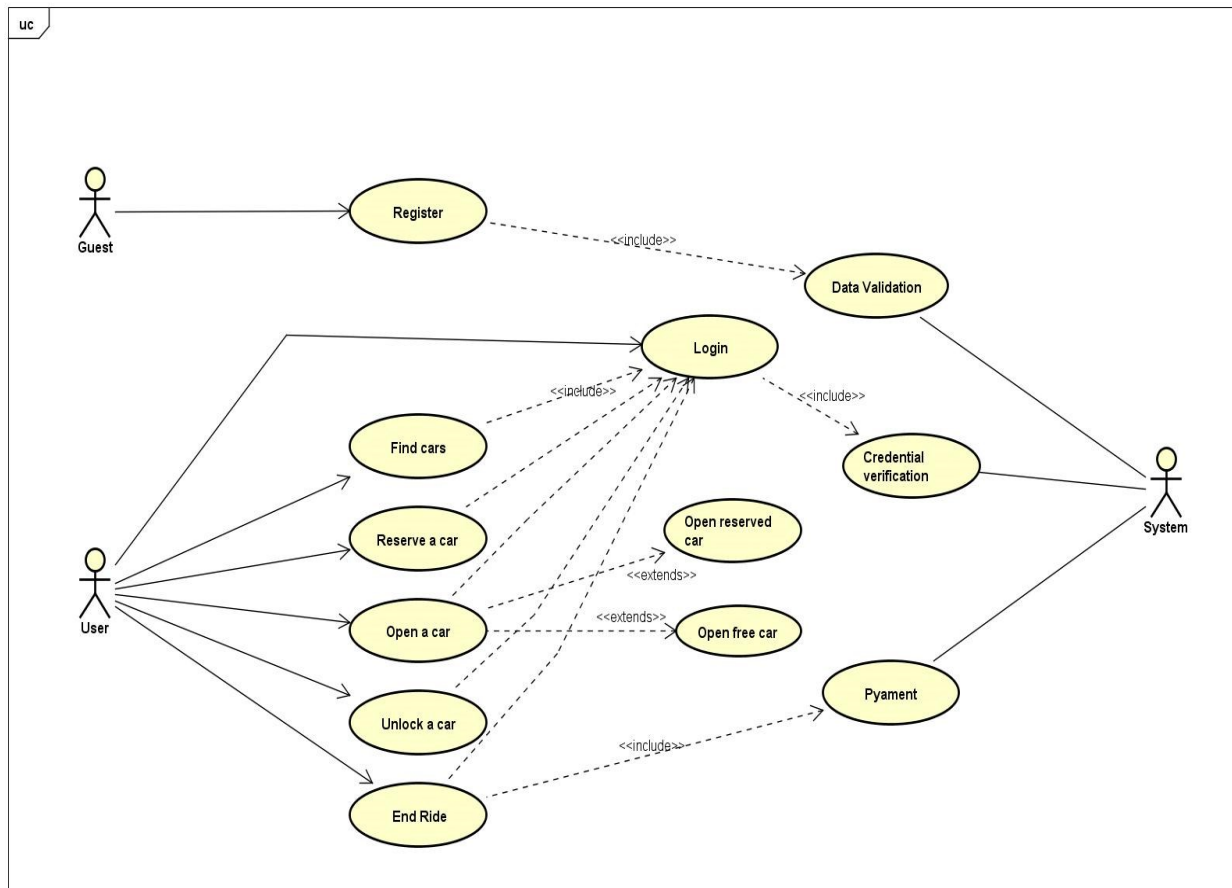 uc
Guest
Register
<<include>>
Data Validation
Login
<<include>>
<<include>>
Find cars
Credential
verification
System
Reserve a car
Open reserved
car
<<extends>>
User
Open a car
<<extends>>
Open free car
Unlock a car
Pyament
<<include>>
End Ride